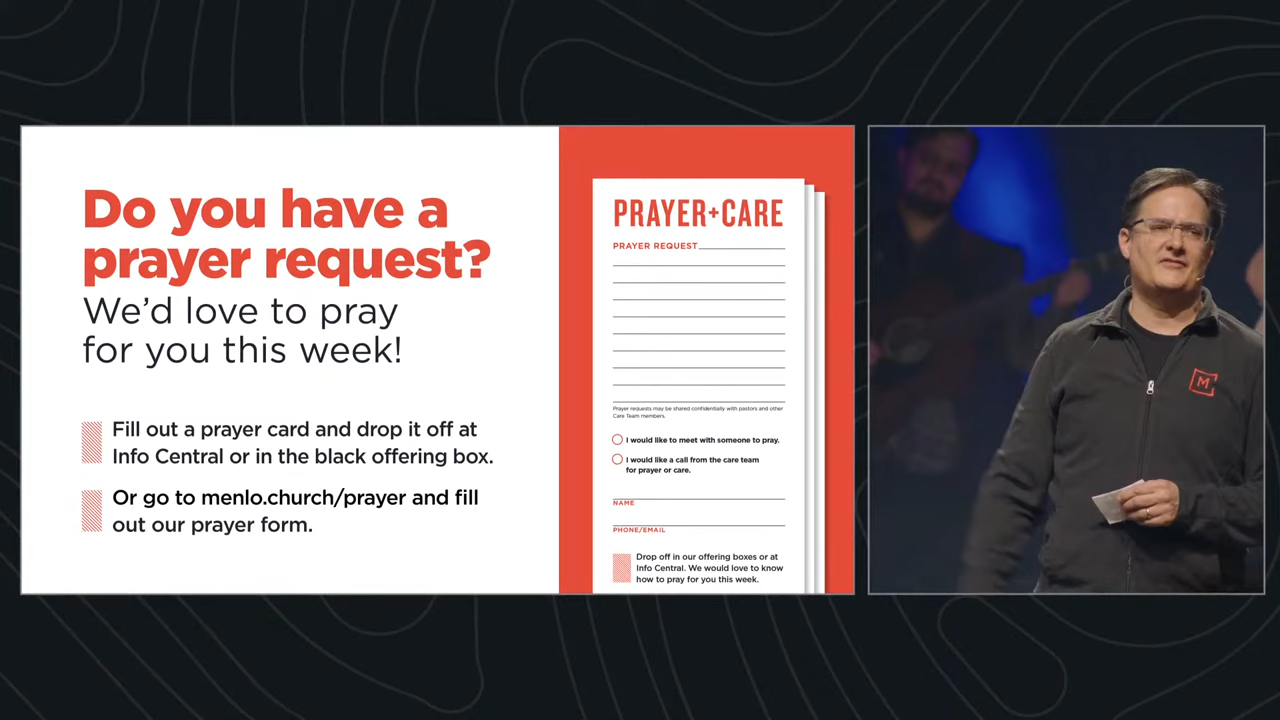 Do you have a
prayer request?
We'd love to pray
for you this week!
Fill out a prayer card and drop it off at
Info Central or in the black offering box.
Or go to menlo.church/prayer and fill
out our prayer form.
PRAYER+CARE
PRAYER REQUEST
Prayer requests may be shared confidentially with pastors and other
Care Team members.
I would like to meet with someone to pray.
I would like a call from the care team
for prayer or care.
NAME
PHONE/EMAIL
Drop off in our offering boxes or at
Info Central. We would love to know
how to pray for you this week.
M